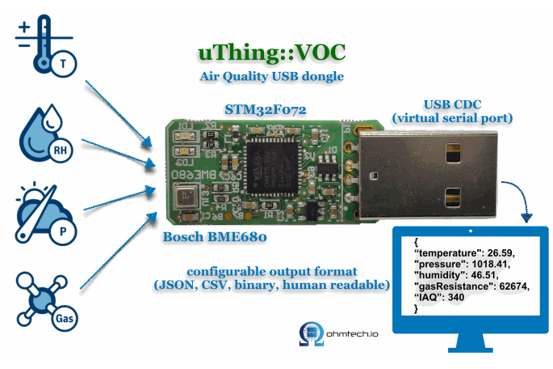 uThing::VOC
Air Quality USB dongle
STM32F072
USB CDC
(virtual serial port)
T
RH
P
Gas
BME680
Bosch BME680
configurable output format
(JSON, CSV, binary, human readable)
{
"temperature": 26.59,
"pressure": 1018.41,
"humidity": 46.51,
"gasResistance": 62674,
"IAQ": 340
}
ohmtech.io